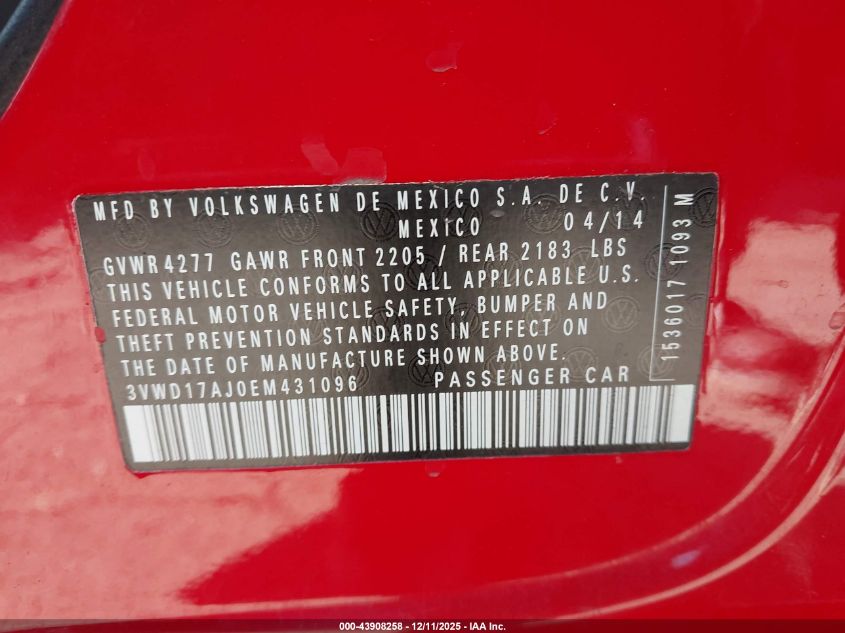 MFD BY VOLKSWAGEN DE MEXICO S.A. DE C.V.
MEXICO 04/14
GVWR 4277 GAWR FRONT 2205 / REAR 2183 LBS
THIS VEHICLE CONFORMS TO ALL APPLICABLE U.S.
FEDERAL MOTOR VEHICLE SAFETY, BUMPER AND
THEFT PREVENTION STANDARDS IN EFFECT ON
THE DATE OF MANUFACTURE SHOWN ABOVE.
3VWD17AJ0EM431096 PASSENGER CAR
1536017 1093 M
000-43908258 - 12/11/2025 - IAA Inc.